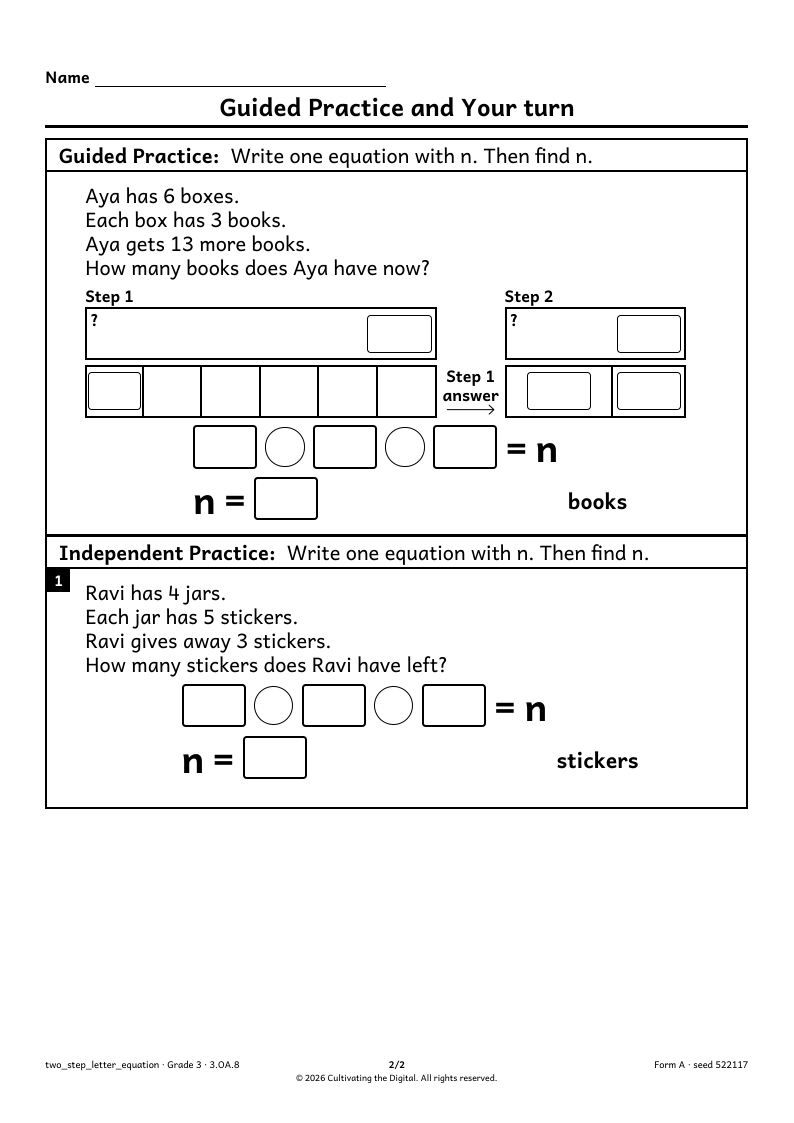 Name
Guided Practice and Your turn
Guided Practice: Write one equation with n. Then find n.
Aya has 6 boxes.
Each box has 3 books.
Aya gets 13 more books.
How many books does Aya have now?
Step 1
Step 2
?
?
Step 1
answer
= n
n =
books
Independent Practice: Write one equation with n. Then find n.
1
Ravi has 4 jars.
Each jar has 5 stickers.
Ravi gives away 3 stickers.
How many stickers does Ravi have left?
= n
n =
stickers
two_step_letter_equation · Grade 3 · 3.OA.8
2/2
Form A · seed 522117
© 2026 Cultivating the Digital. All rights reserved.